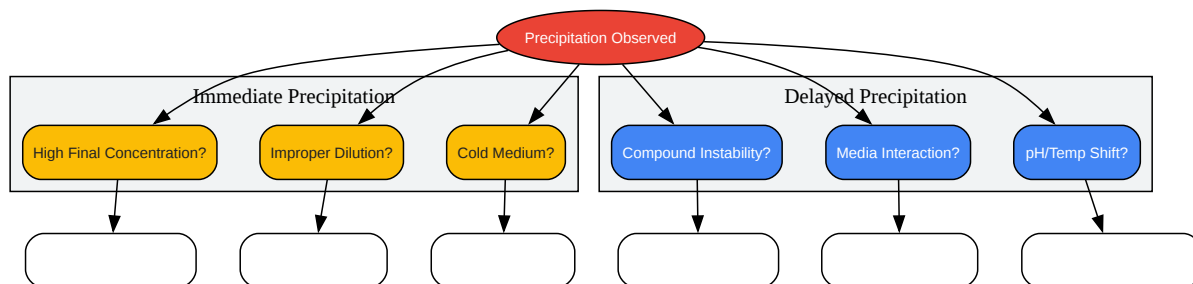 Precipitation Observed
Immediate Precipitation
Delayed Precipitation
High Final Concentration?
Improper Dilution?
Cold Medium?
Compound Instability?
Media Interaction?
pH/Temp Shift?